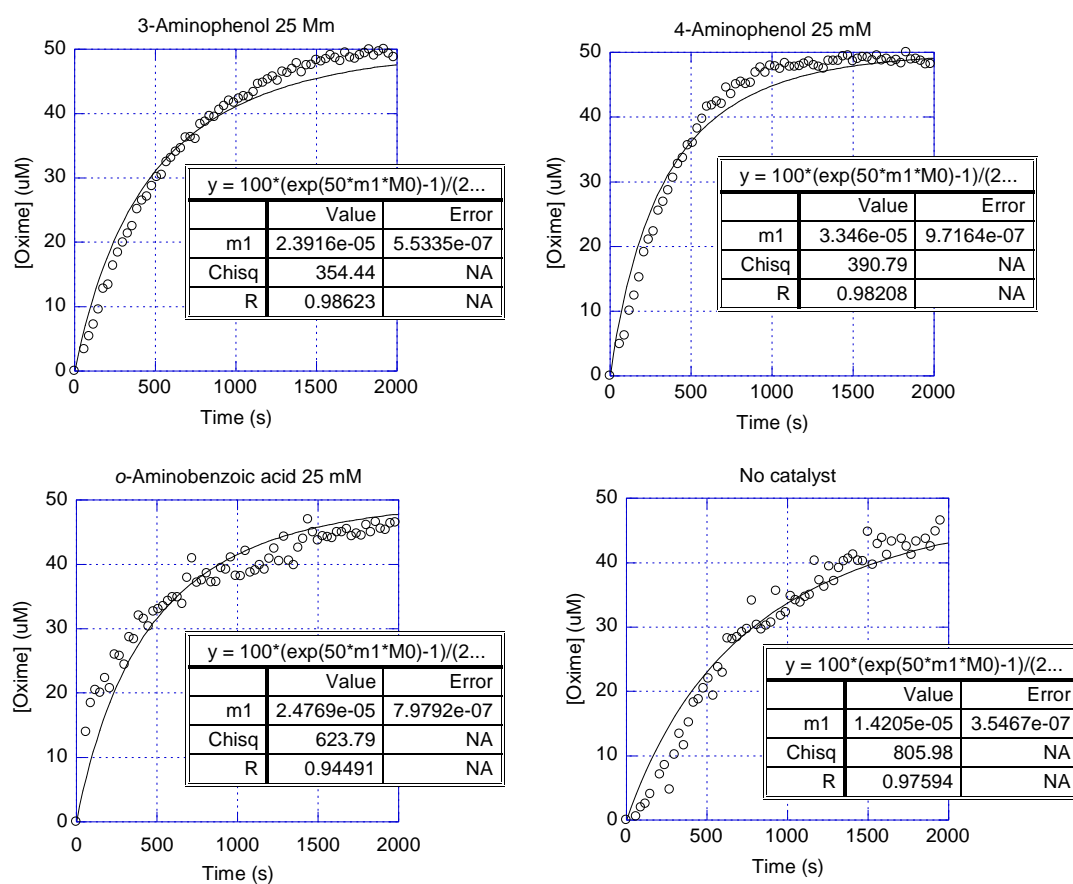 3-Aminophenol 25 Mm
50
40
30
20
10
0
[Oxime] (uM)
0 500 1000 1500 2000
Time (s)
y = 100*(exp(50*m1*M0)-1)/(2...
Value Error
m1 2.3916e-05 5.5335e-07
Chisq 354.44 NA
R 0.98623 NA
4-Aminophenol 25 mM
50
40
30
20
10
0
[Oxime] (uM)
0 500 1000 1500 2000
Time (s)
y = 100*(exp(50*m1*M0)-1)/(2...
Value Error
m1 3.346e-05 9.7164e-07
Chisq 390.79 NA
R 0.98208 NA
o-Aminobenzoic acid 25 mM
50
40
30
20
10
0
[Oxime] (uM)
0 500 1000 1500 2000
Time (s)
y = 100*(exp(50*m1*M0)-1)/(2...
Value Error
m1 2.4769e-05 7.9792e-07
Chisq 623.79 NA
R 0.94491 NA
No catalyst
50
40
30
20
10
0
[Oxime] (uM)
0 500 1000 1500 2000
Time (s)
y = 100*(exp(50*m1*M0)-1)/(2...
Value Error
m1 1.4205e-05 3.5467e-07
Chisq 805.98 NA
R 0.97594 NA